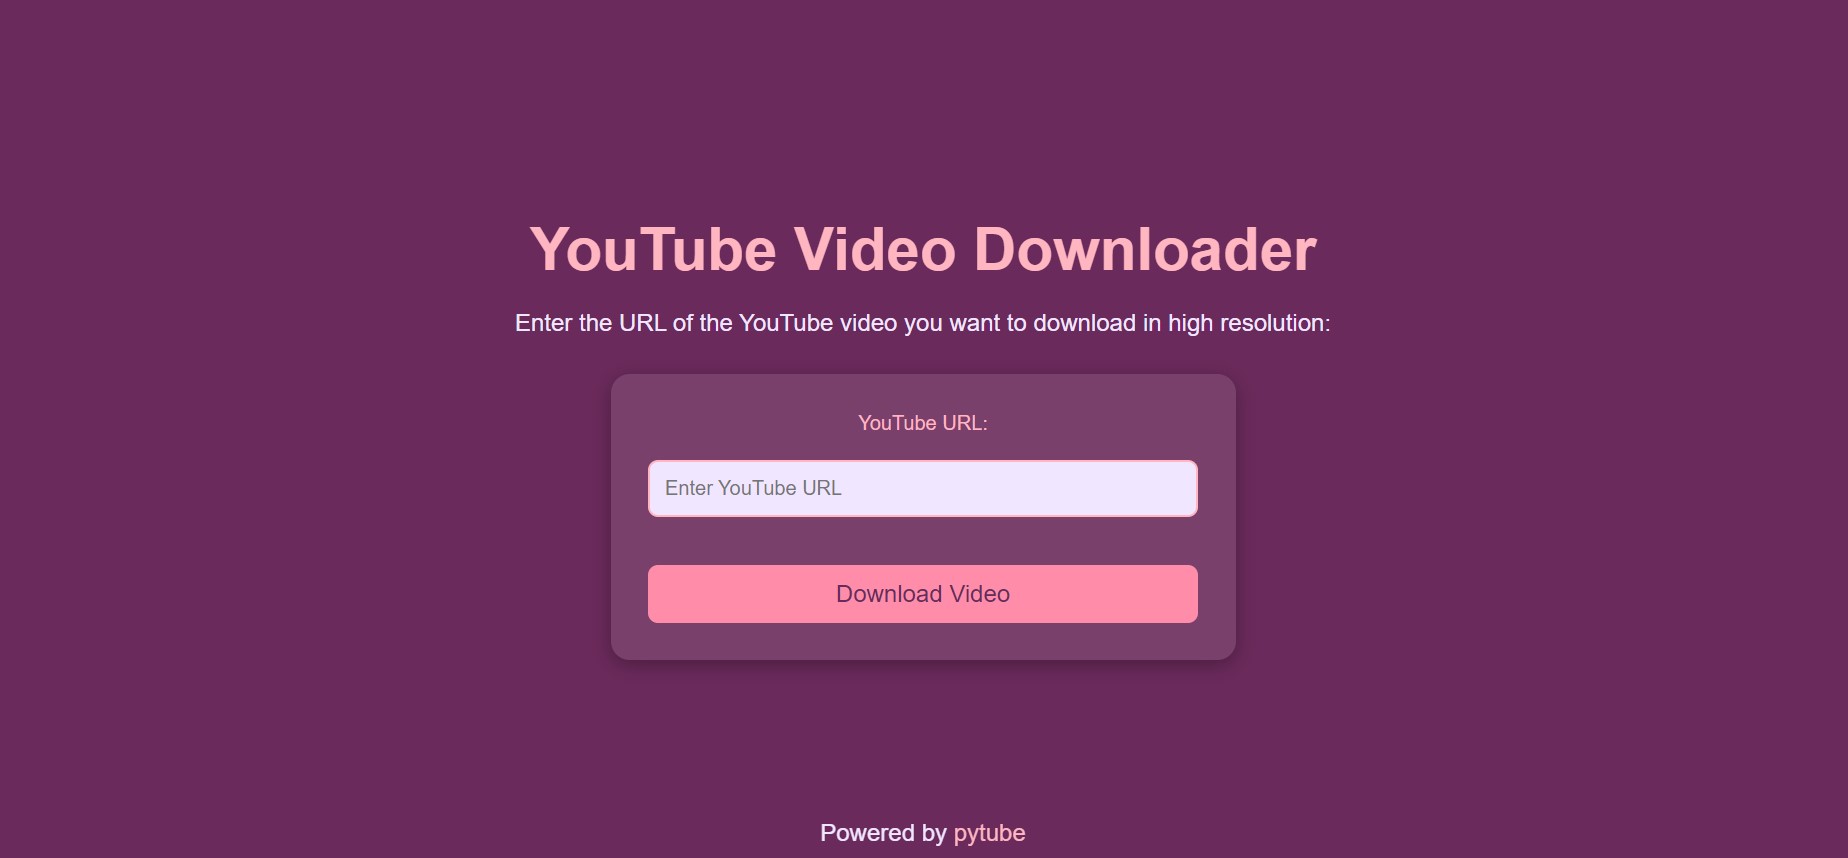 YouTube Video Downloader
Enter the URL of the YouTube video you want to download in high resolution:
YouTube URL:
Enter YouTube URL
Download Video
Powered by pytube